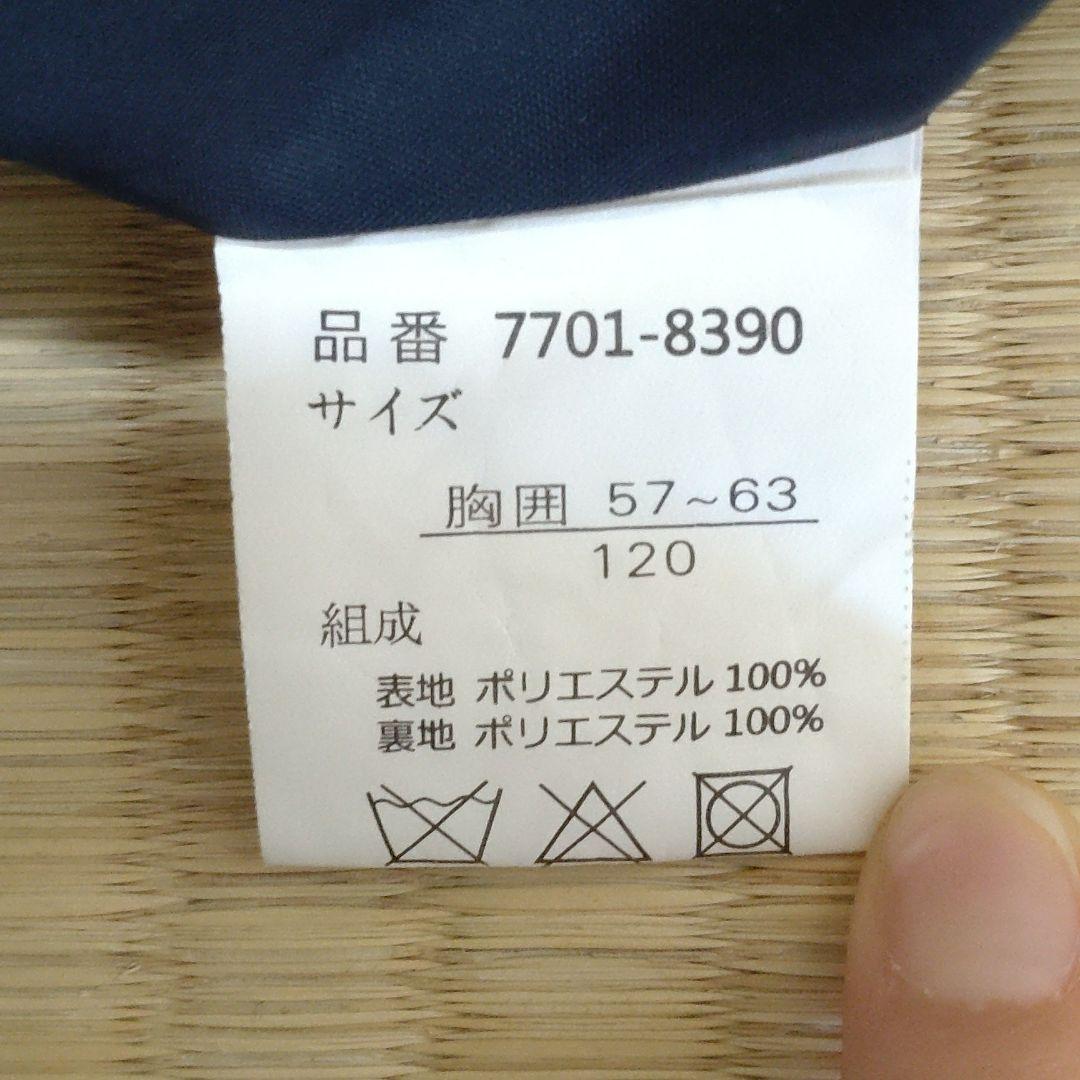 品番 7701-8390
サイズ
胸囲 57~63
120
組成
表地 ポリエステル 100%
裏地 ポリエステル 100%